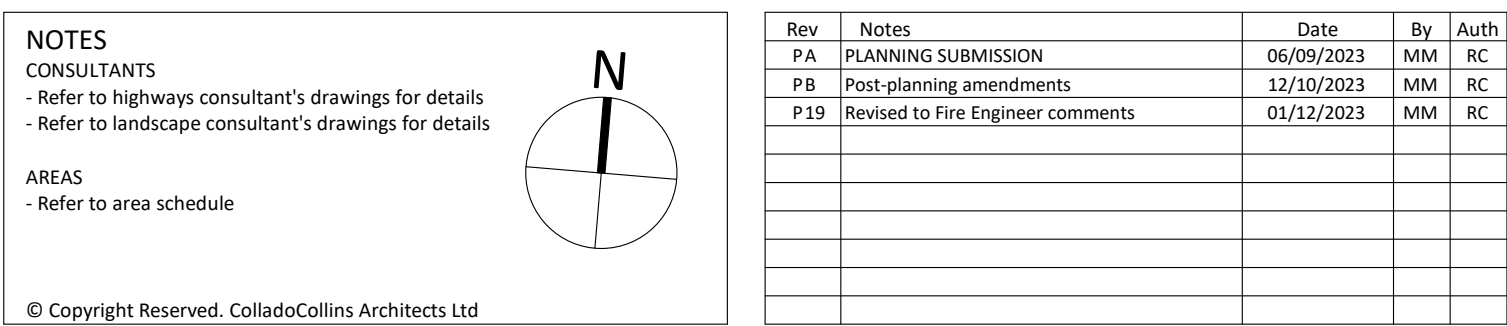 NOTES
CONSULTANTS
- Refer to highways consultant's drawings for details
- Refer to landscape consultant's drawings for details
AREAS
- Refer to area schedule
© Copyright Reserved. ColladoCollins Architects Ltd
N
Rev Notes Date By Auth
PA PLANNING SUBMISSION 06/09/2023 MM RC
PB Post-planning amendments 12/10/2023 MM RC
P19 Revised to Fire Engineer comments 01/12/2023 MM RC